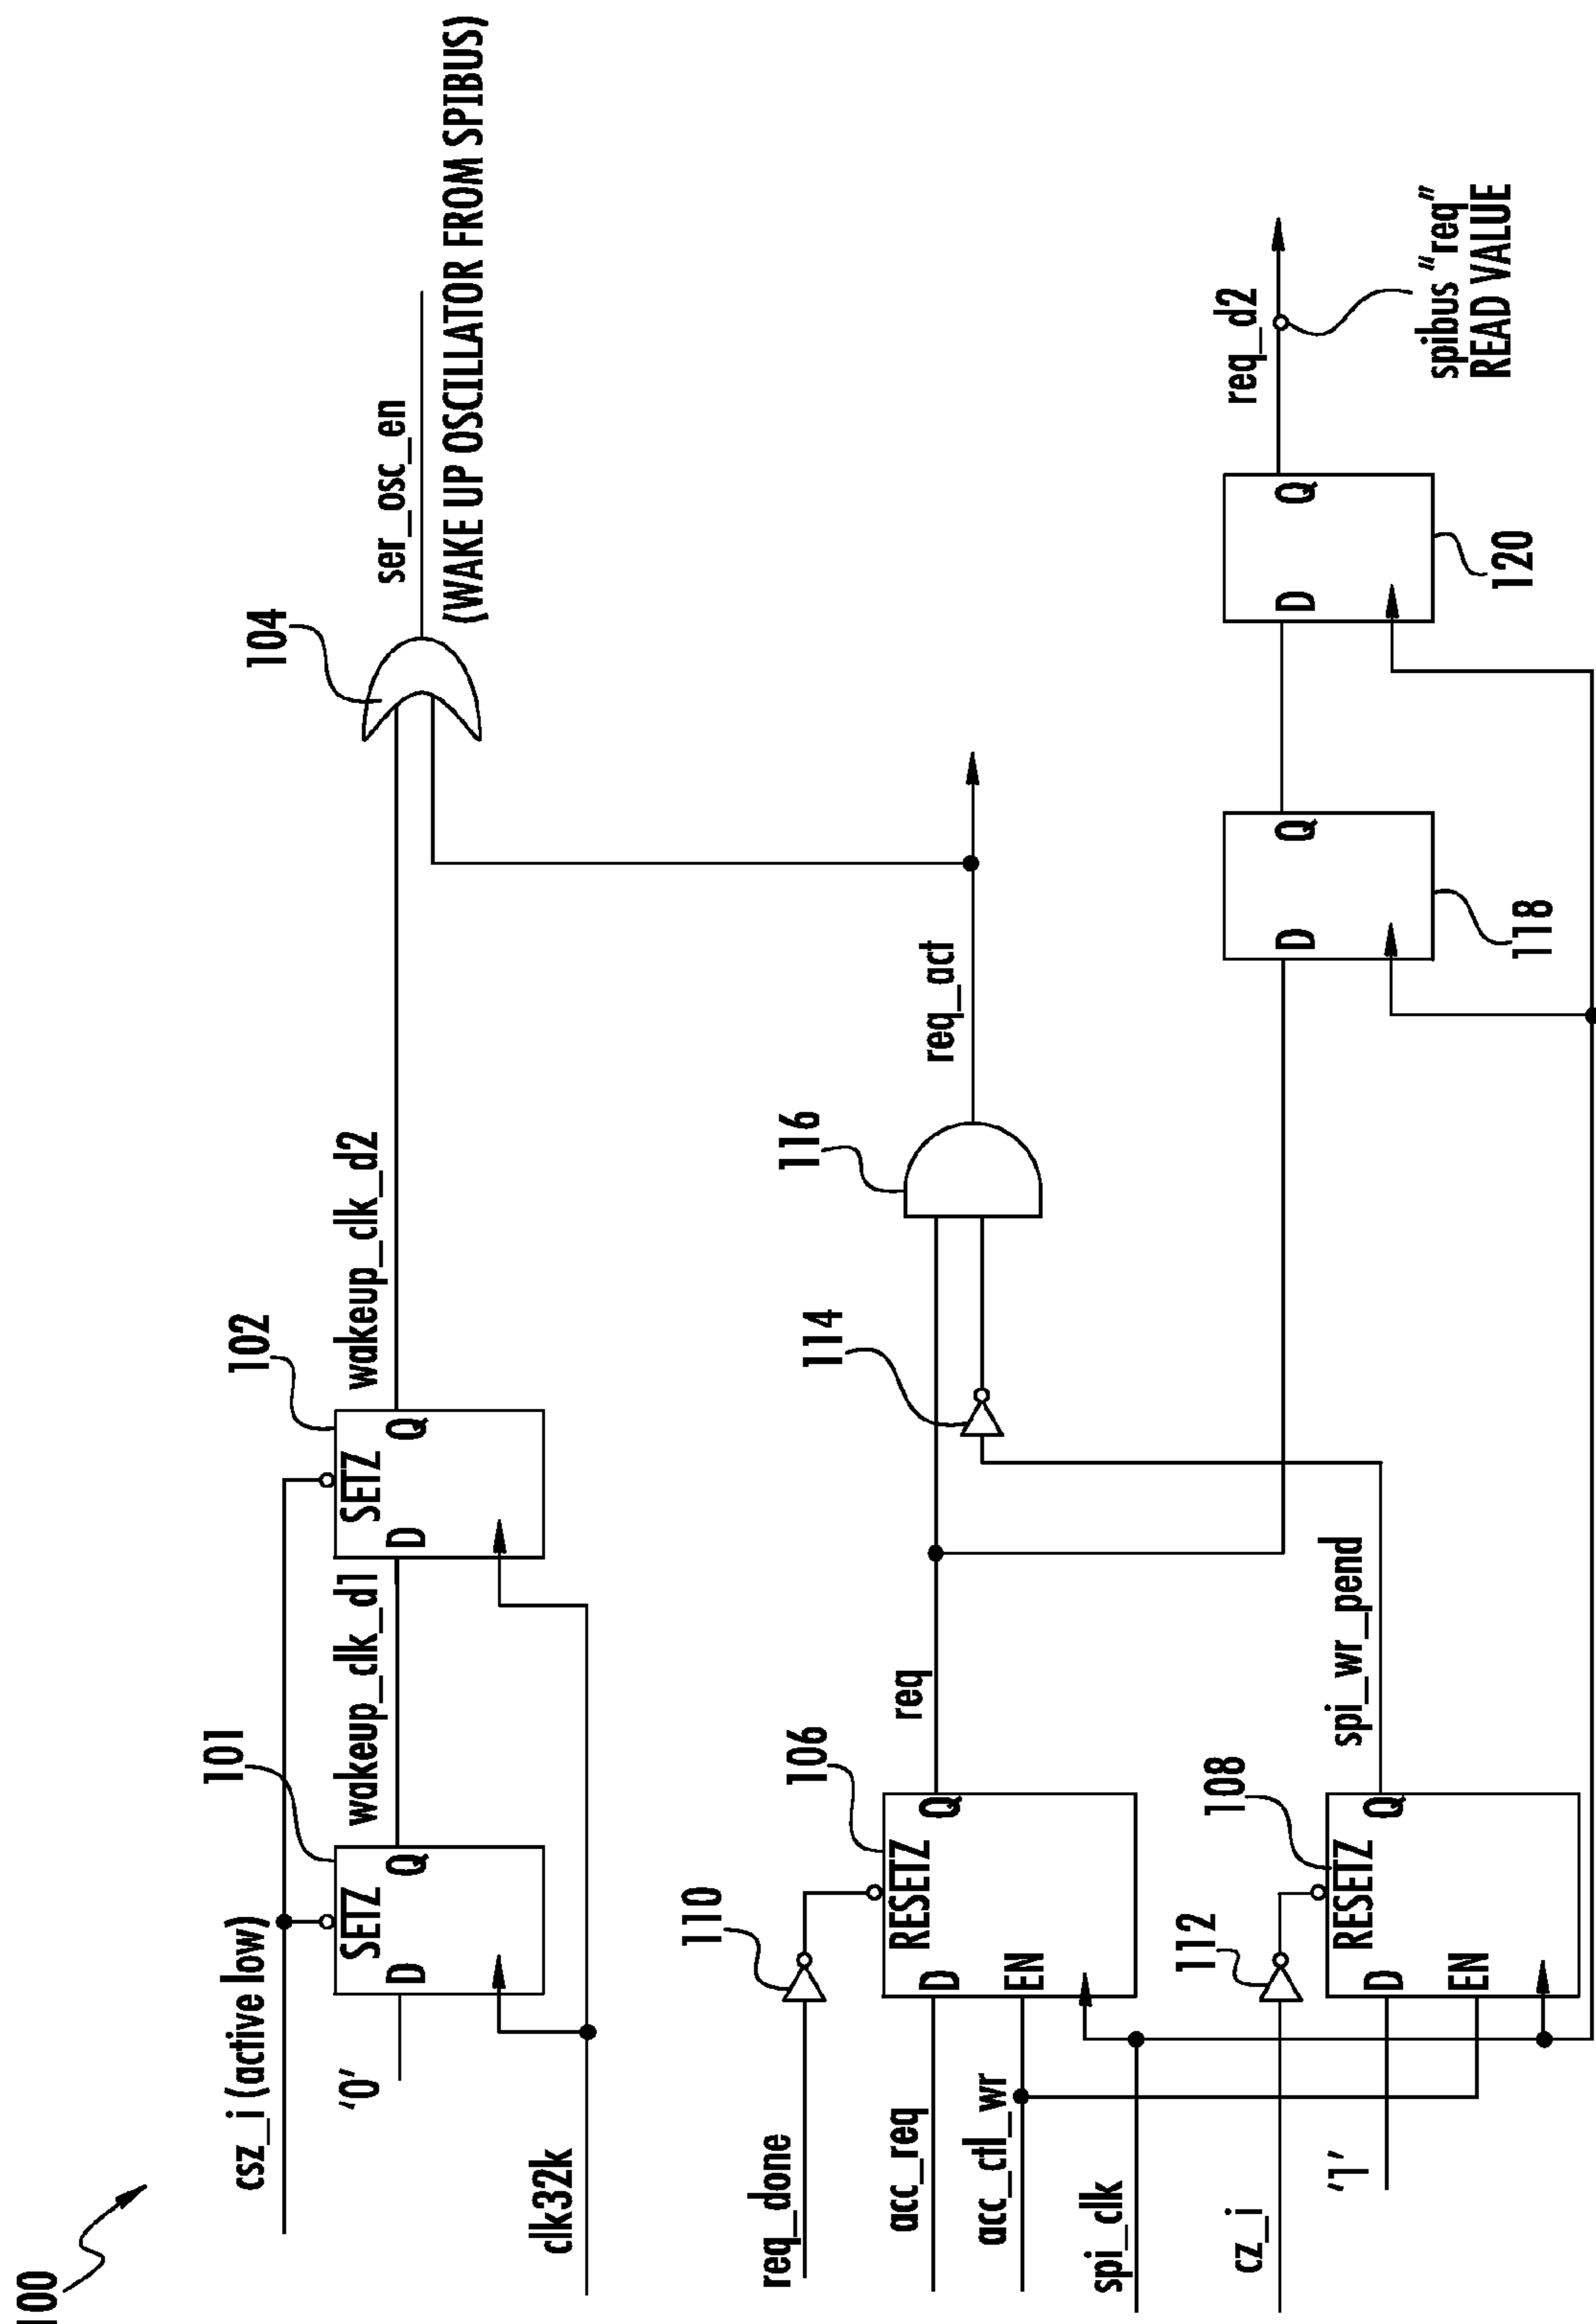 100
csz_i (active low)
'0'
clk32k
101
SETZ
D
Q
wakeup_clk_d1
102
SETZ
D
Q
wakeup_clk_d2
104
ser_osc_en
(WAKE UP OSCILLATOR FROM SPIBUS)
req_done
110
acc_req
acc_ctl_wr
spi_clk
106
RESETZ
D
EN
Q
req
cz_i
112
'1'
108
RESETZ
D
EN
Q
spi_wr_pend
114
116
req_act
118
D
Q
120
D
Q
req_d2
spibus "req"
READ VALUE